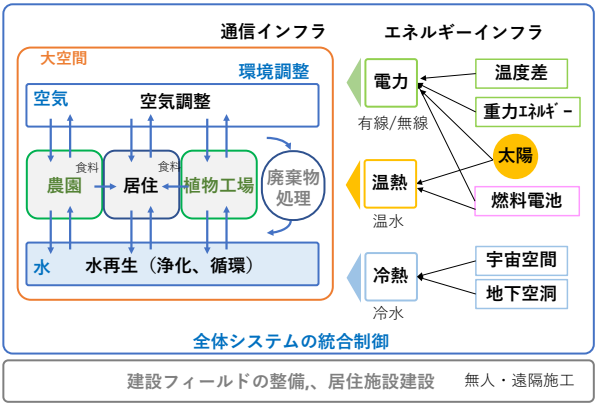 通信インフラ
エネルギーインフラ
大空間
環境調整
空気
空気調整
食料
食料
農園
居住
植物工場
廃棄物
処理
水
水再生（浄化、循環）
電力
有線/無線
温熱
温水
冷熱
冷水
温度差
重力ｴﾈﾙｷﾞｰ
太陽
燃料電池
宇宙空間
地下空洞
全体システムの統合制御
建設フィールドの整備,、居住施設建設
無人・遠隔施工